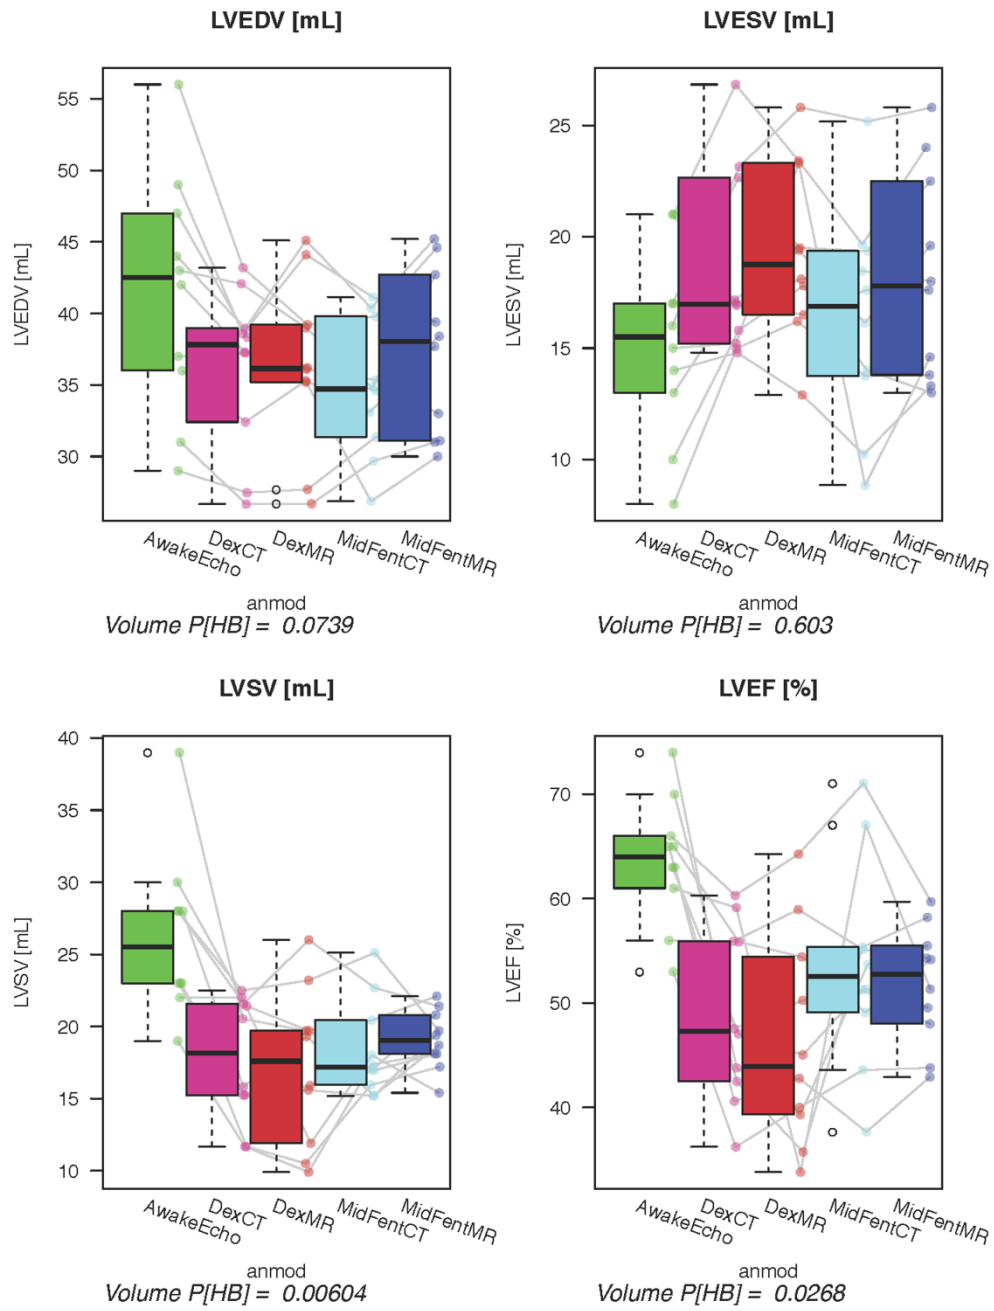 LVEDV [mL]
LVESV [mL]
LVEDV [mL]
55
50
45
40
35
30
AwakeEcho
DexCT
DexMR
MidFentCT
MidFentMR
anmod
Volume P[HB] = 0.0739
LVESV [mL]
25
20
15
10
AwakeEcho
DexCT
DexMR
MidFentCT
MidFentMR
anmod
Volume P[HB] = 0.603
LVSV [mL]
LVEF [%]
LVSV [mL]
40
35
30
25
20
15
10
AwakeEcho
DexCT
DexMR
MidFentCT
MidFentMR
anmod
Volume P[HB] = 0.00604
LVEF [%]
70
60
50
40
AwakeEcho
DexCT
DexMR
MidFentCT
MidFentMR
anmod
Volume P[HB] = 0.0268